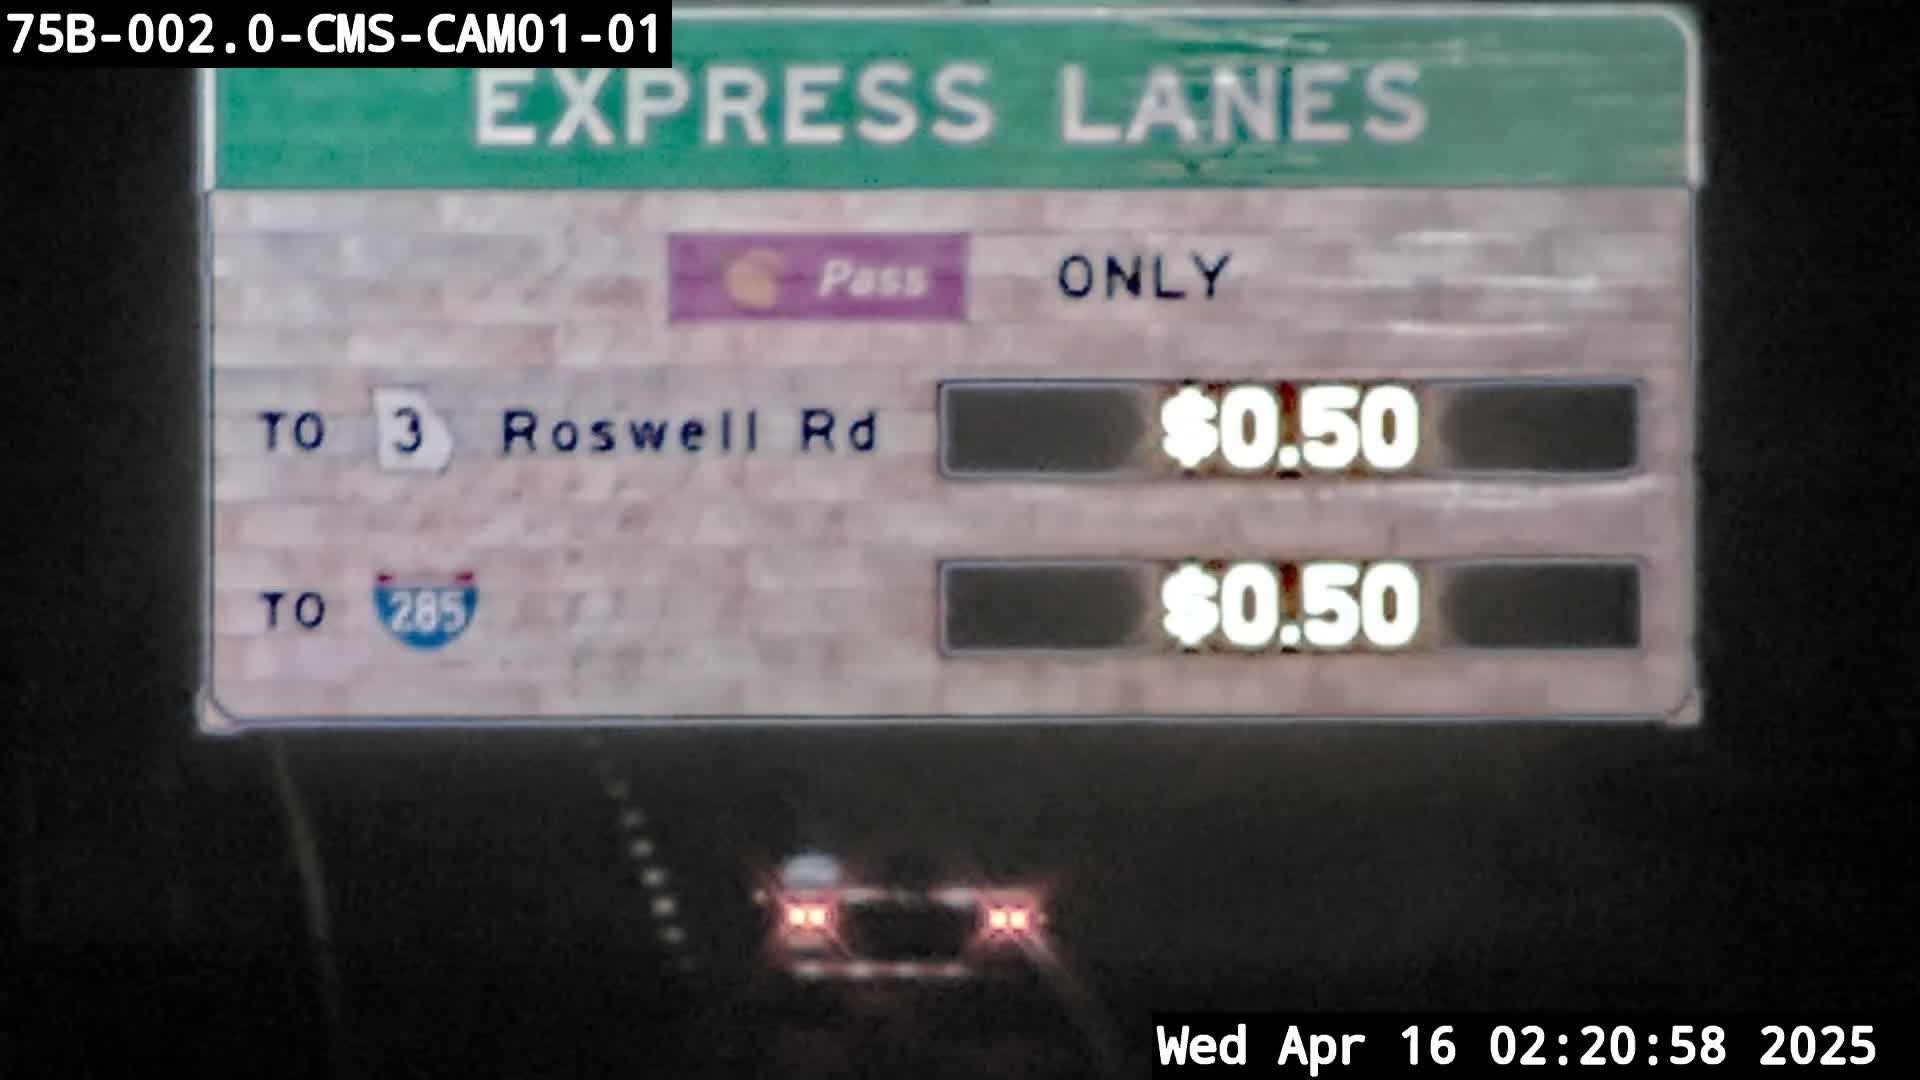 75B-002.0-CMS-CAM01-01
EXPRESS LANES
Pass ONLY
TO 3 Roswell Rd $0.50
TO 285 $0.50
Wed Apr 16 02:20:58 2025